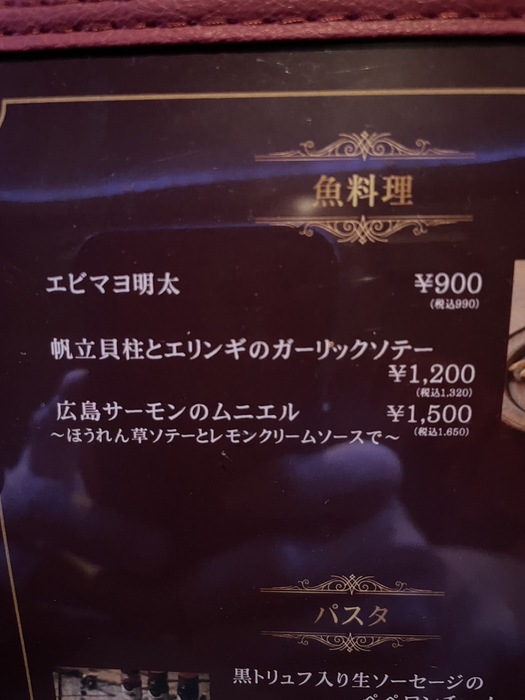 魚料理
エビマヨ明太 ¥900
(税込990)
帆立貝柱とエリンギのガーリックソテー
¥1,200
(税込1,320)
広島サーモンのムニエル ¥1,500
～ほうれん草ソテーとレモンクリームソースで～ (税込1,650)
パスタ
黒トリュフ入り生ソーセージの